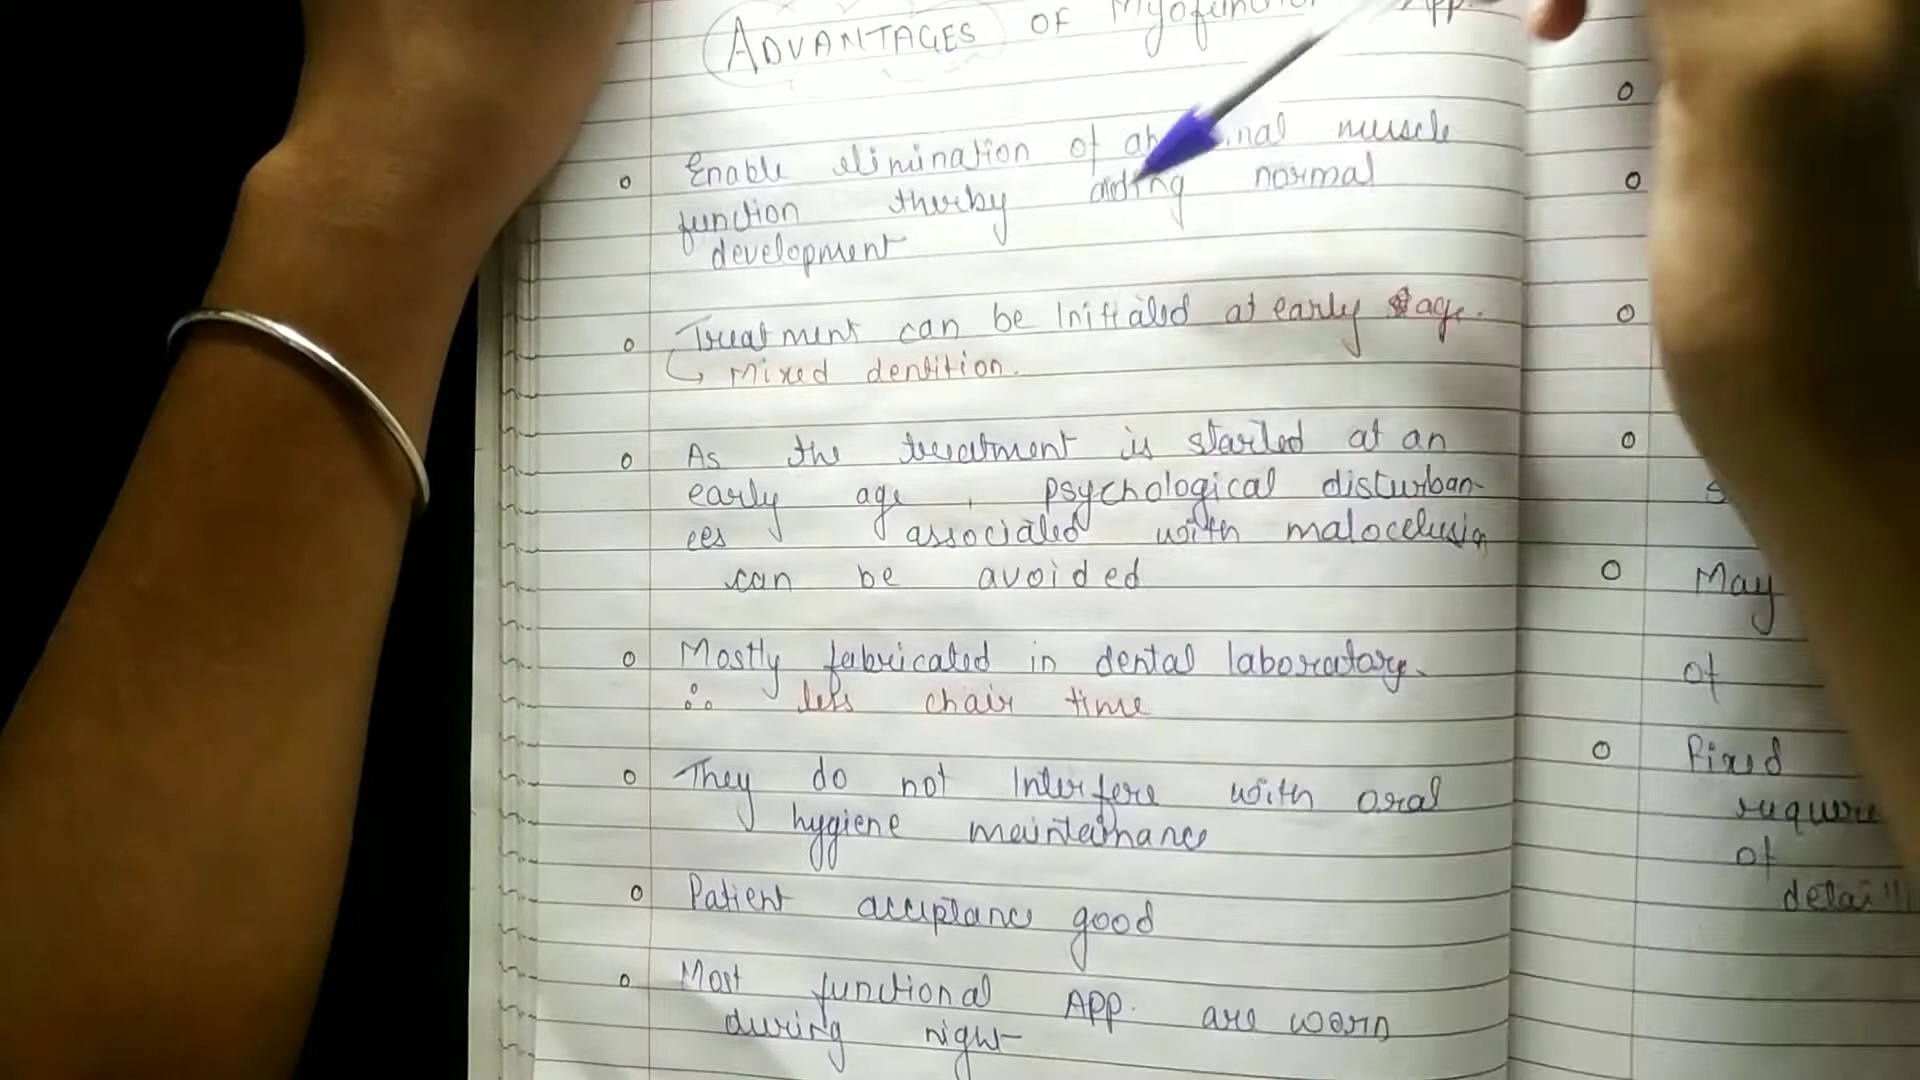 ADVANTAGES OF
Enable elimination of muscle
function thereby aiding normal
development
Treatment can be Initiated at early age.
↳ Mixed dentition.
As the treatment is started at an
early age, psychological disturban-
ces associated with malocclusion
can be avoided
Mostly fabricated in dental laboratory.
∴ less chair time
They do not Interfere with oral
hygiene maintenance
Patient acceptance good
Most functional APP. are worn
during night
May
of
Fixed
require
of